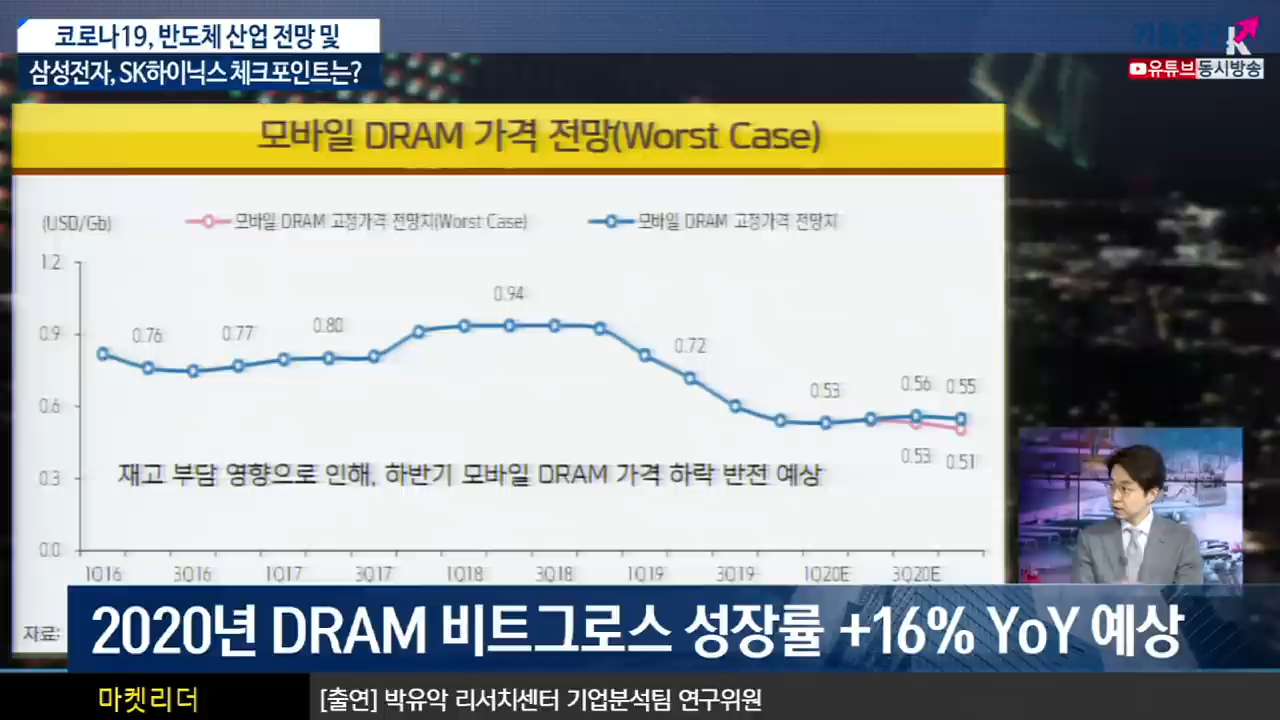 코로나19, 반도체 산업 전망 및
삼성전자, SK하이닉스 체크포인트는?
키움증권
유튜브 동시방송
모바일 DRAM 가격 전망(Worst Case)
(USD/Gb)
모바일 DRAM 고정가격 전망치(Worst Case)
모바일 DRAM 고정가격 전망치
1.2
0.9
0.6
0.3
0.0
0.76
0.77
0.80
0.94
0.72
0.53
0.56
0.55
0.53
0.51
재고 부담 영향으로 인해, 하반기 모바일 DRAM 가격 하락 반전 예상
1Q16 3Q16 1Q17 3Q17 1Q18 3Q18 1Q19 3Q19 1Q20E 3Q20E
자료:
2020년 DRAM 비트그로스 성장률 +16% YoY 예상
마켓리더
[출연] 박유악 리서치센터 기업분석팀 연구위원